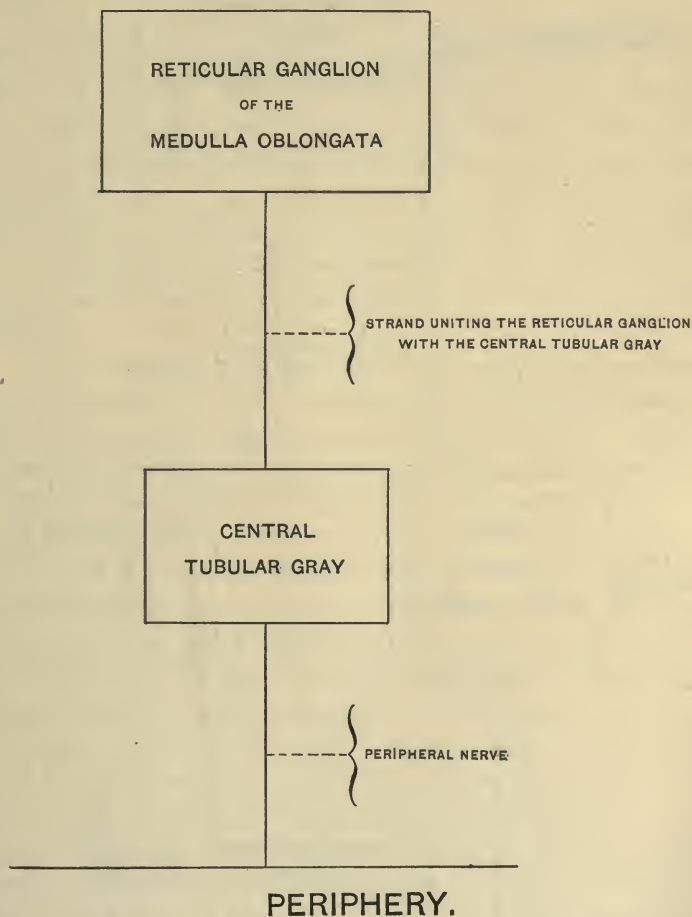 RETICULAR GANGLION
OF THE
MEDULLA OBLONGATA
STRAND UNITING THE RETICULAR GANGLION
WITH THE CENTRAL TUBULAR GRAY
CENTRAL
TUBULAR GRAY
PERIPHERAL NERVE
PERIPHERY.